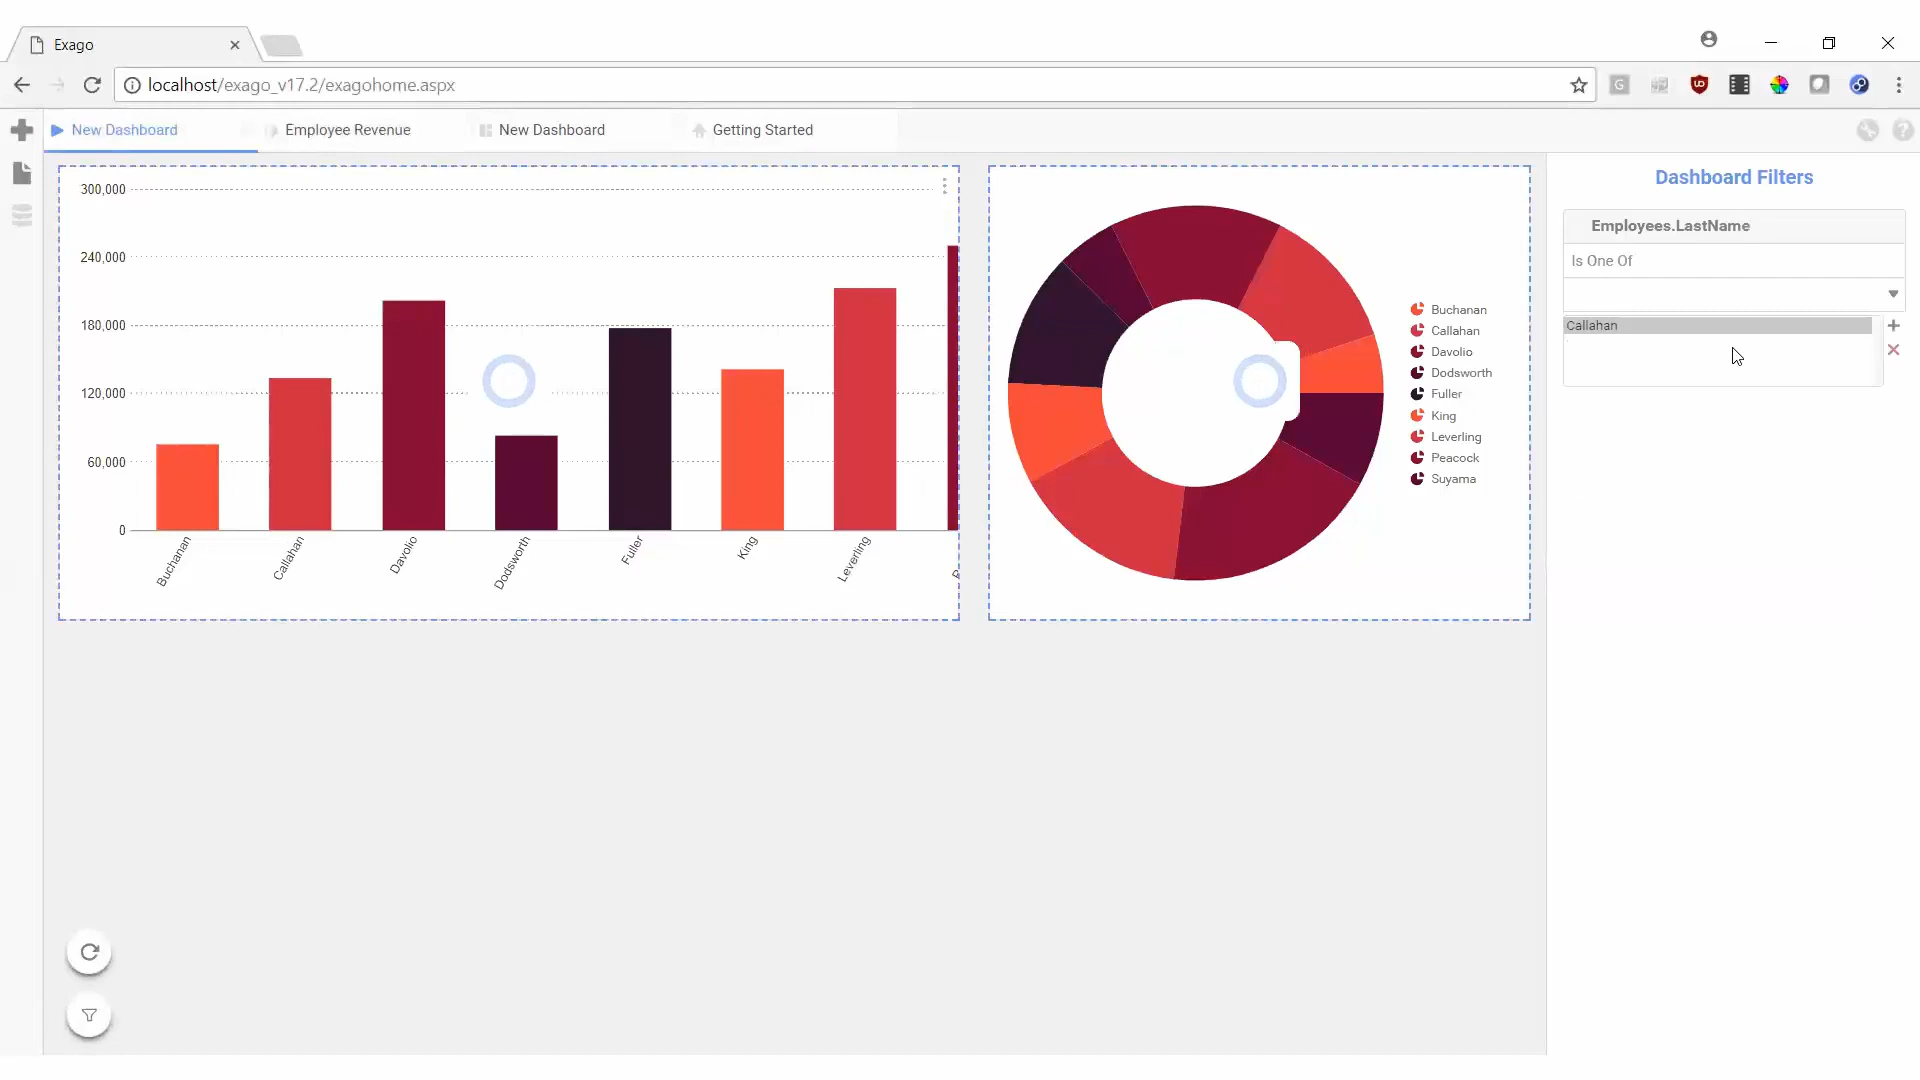 Exago
localhost/exago_v17.2/exagohome.aspx
New Dashboard
Employee Revenue
New Dashboard
Getting Started
300,000
240,000
180,000
120,000
60,000
0
Buchanan
Callahan
Davolio
Dodsworth
Fuller
King
Leverling
Buchanan
Callahan
Davolio
Dodsworth
Fuller
King
Leverling
Peacock
Suyama
Dashboard Filters
Employees.LastName
Is One Of
Callahan